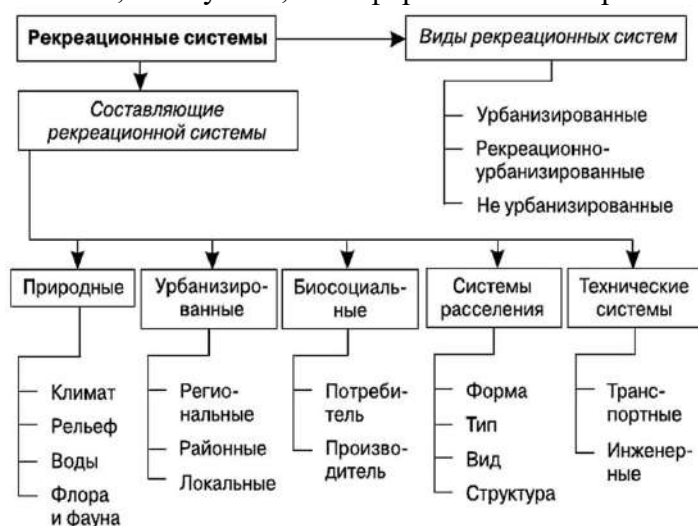 Рекреационные системы
Виды рекреационных систем
Составляющие
рекреационной системы
Урбанизированные
Рекреационно-
урбанизированные
Не урбанизированные
Природные
Климат
Рельеф
Воды
Флора
и фауна
Урбанизиро-
ванные
Регио-
нальные
Районные
Локальные
Биосоциаль-
ные
Потреби-
тель
Произво-
дитель
Системы
расселения
Форма
Тип
Вид
Структура
Технические
системы
Транс-
портные
Инженер-
ные